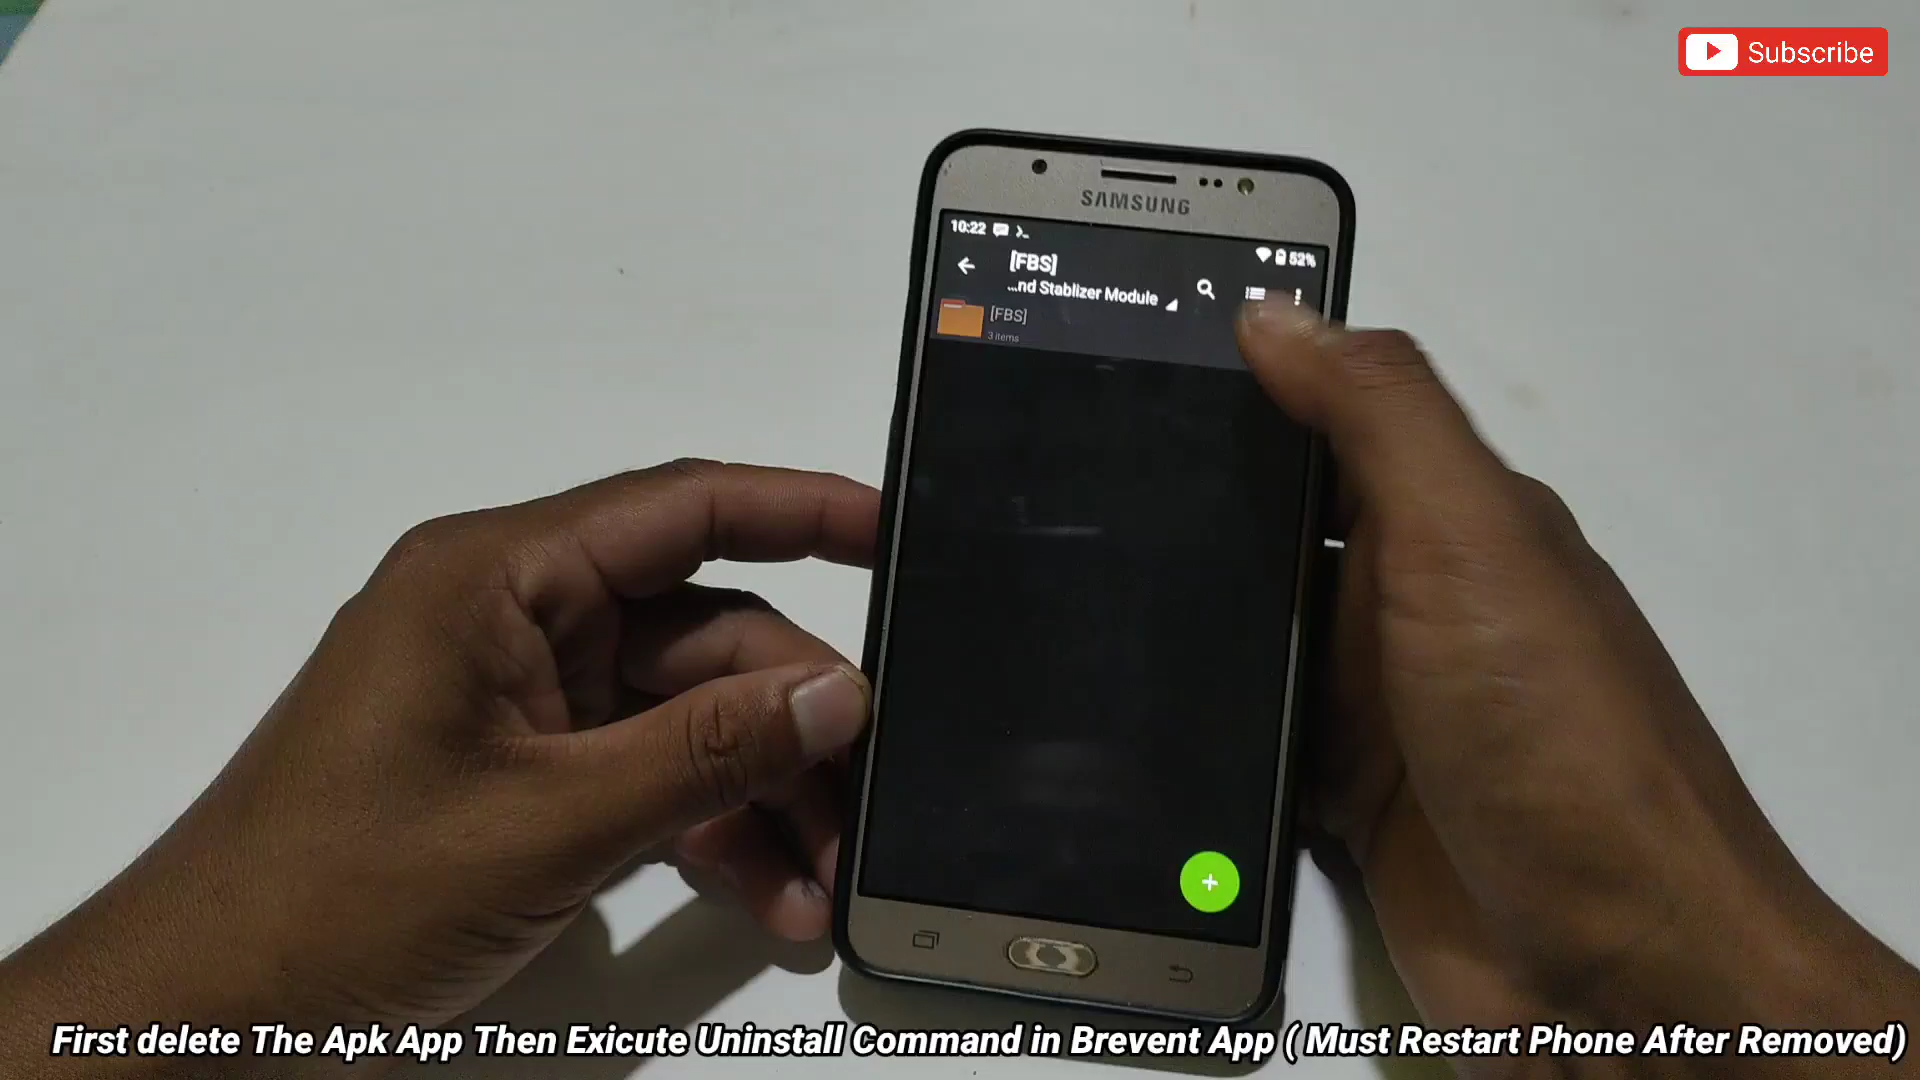 Subscribe
SAMSUNG
10:22
52%
[FBS]
...nd Stablizer Module
[FBS]
3 items
First delete The Apk App Then Exicute Uninstall Command in Brevent App ( Must Restart Phone After Removed)